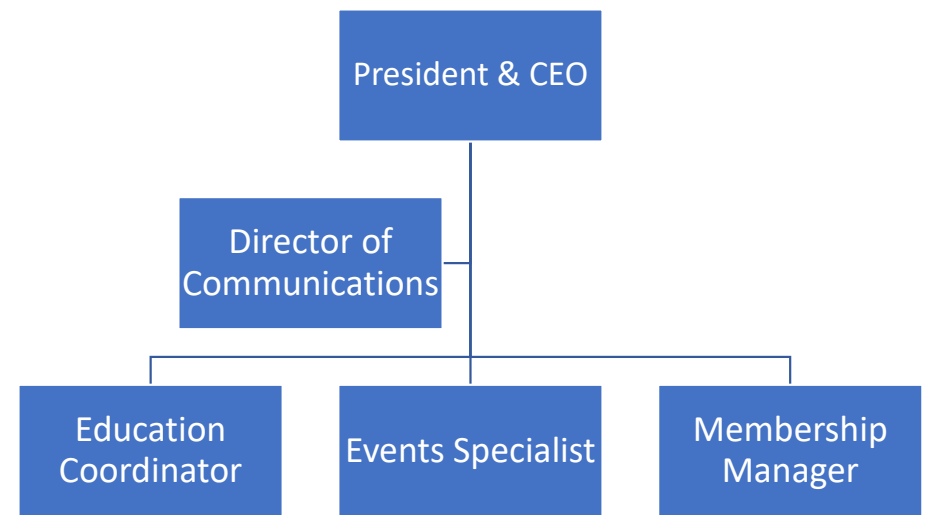 President & CEO
Director of
Communications
Education
Coordinator
Events Specialist
Membership
Manager